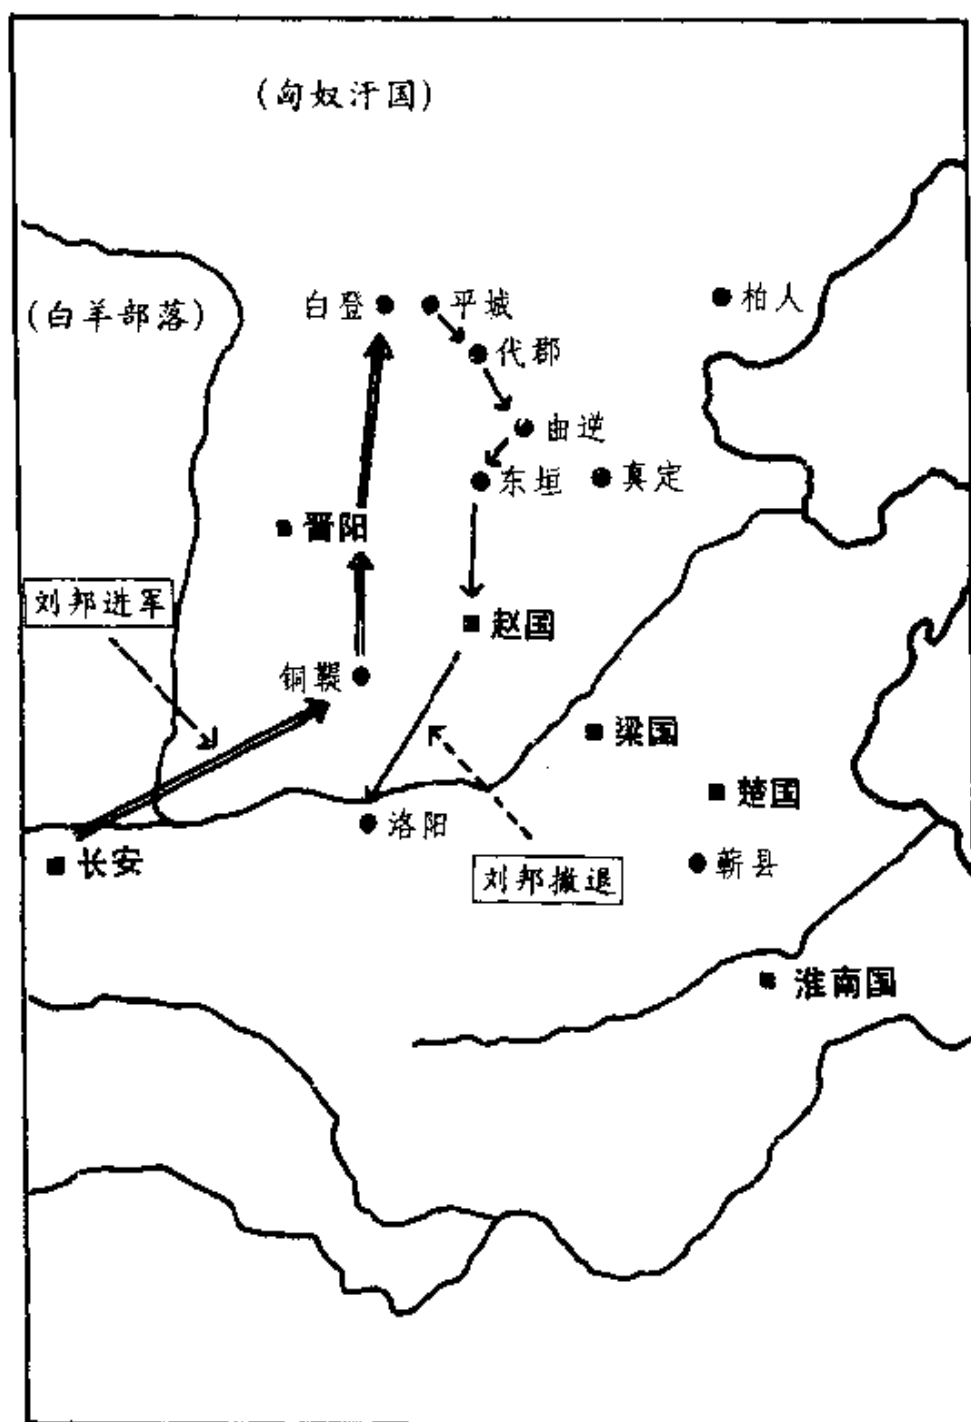 (匈奴汗国)
(白羊部落)
白登
平城
柏人
代郡
曲逆
东垣
真定
晋阳
刘邦进军
赵国
铜鞮
梁国
楚国
洛阳
长安
刘邦撤退
蕲县
淮南国